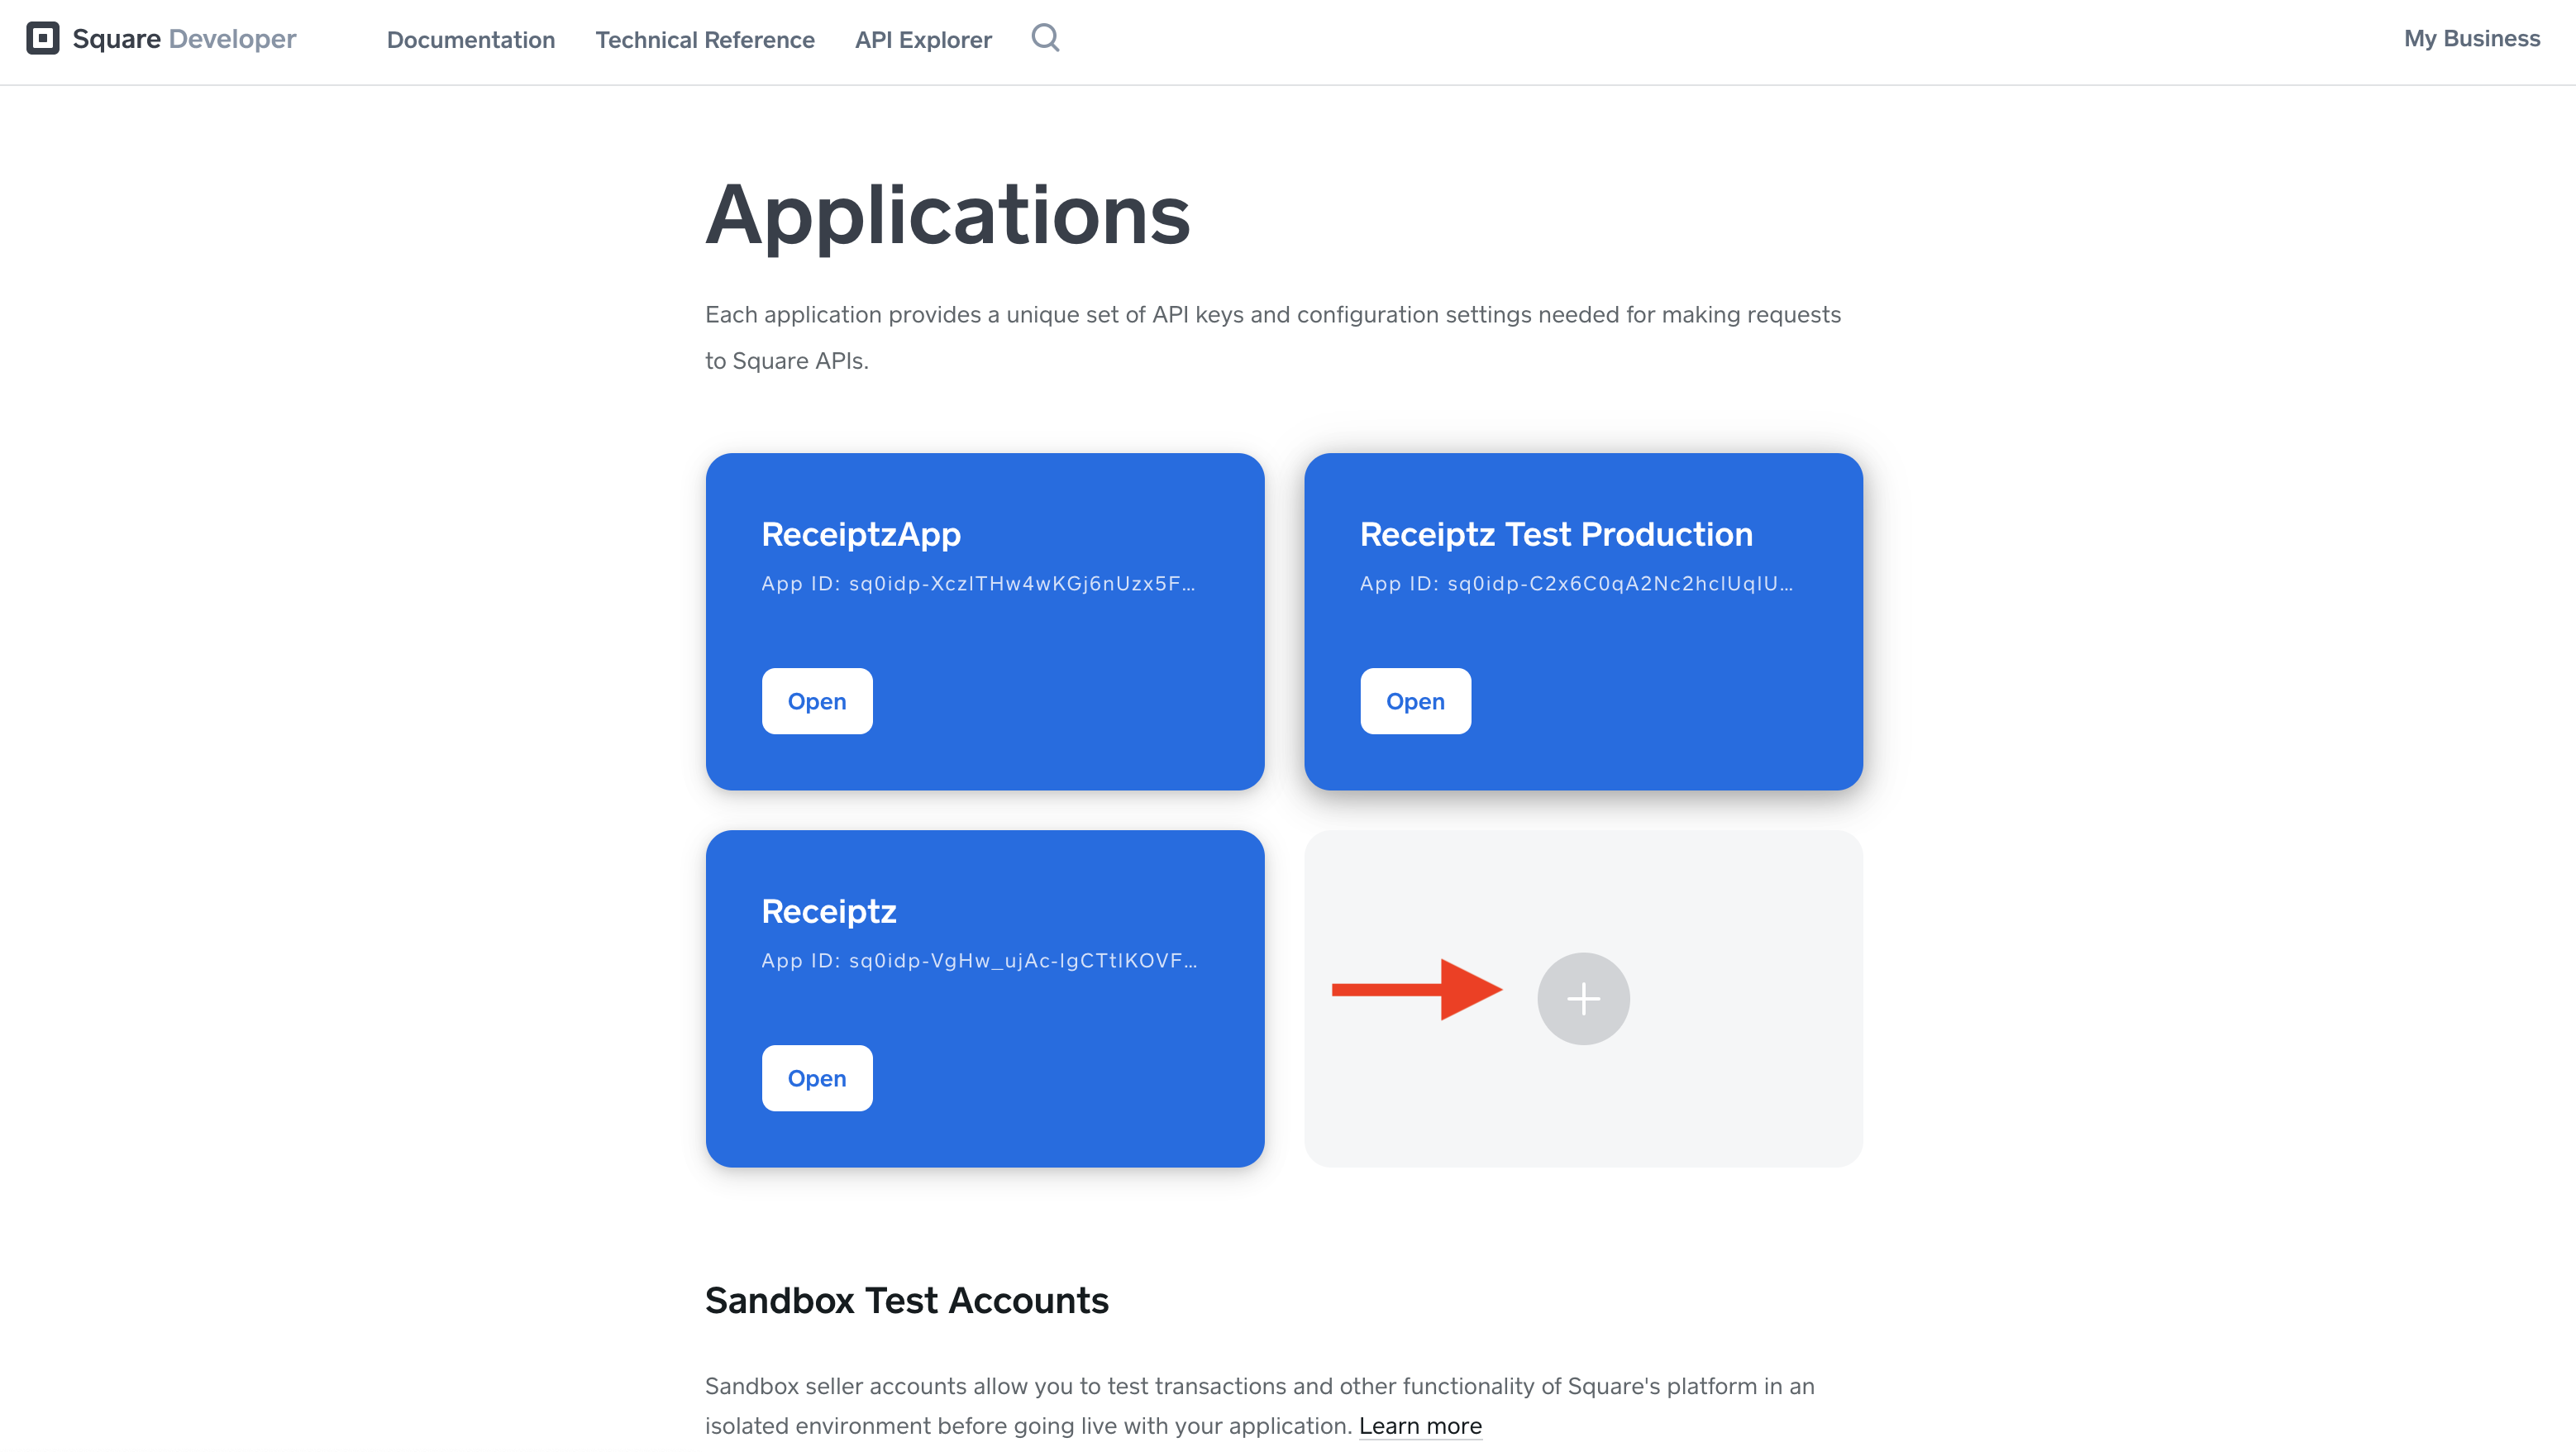 Square Developer
Documentation
Technical Reference
API Explorer
My Business
Applications
Each application provides a unique set of API keys and configuration settings needed for making requests
to Square APIs.
ReceiptzApp
App ID: sq0idp-XczlTHw4wKGj6nUzx5F...
Open
Receiptz Test Production
App ID: sq0idp-C2x6C0qA2Nc2hclUqIU...
Open
Receiptz
App ID: sq0idp-VgHw_ujAc-IgCTtIKOVF...
Open
Sandbox Test Accounts
Sandbox seller accounts allow you to test transactions and other functionality of Square's platform in an
isolated environment before going live with your application. Learn more